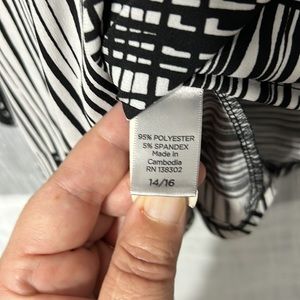 95% POLYESTER
5% SPANDEX
Made in
Cambodia
RN 138302
14/16